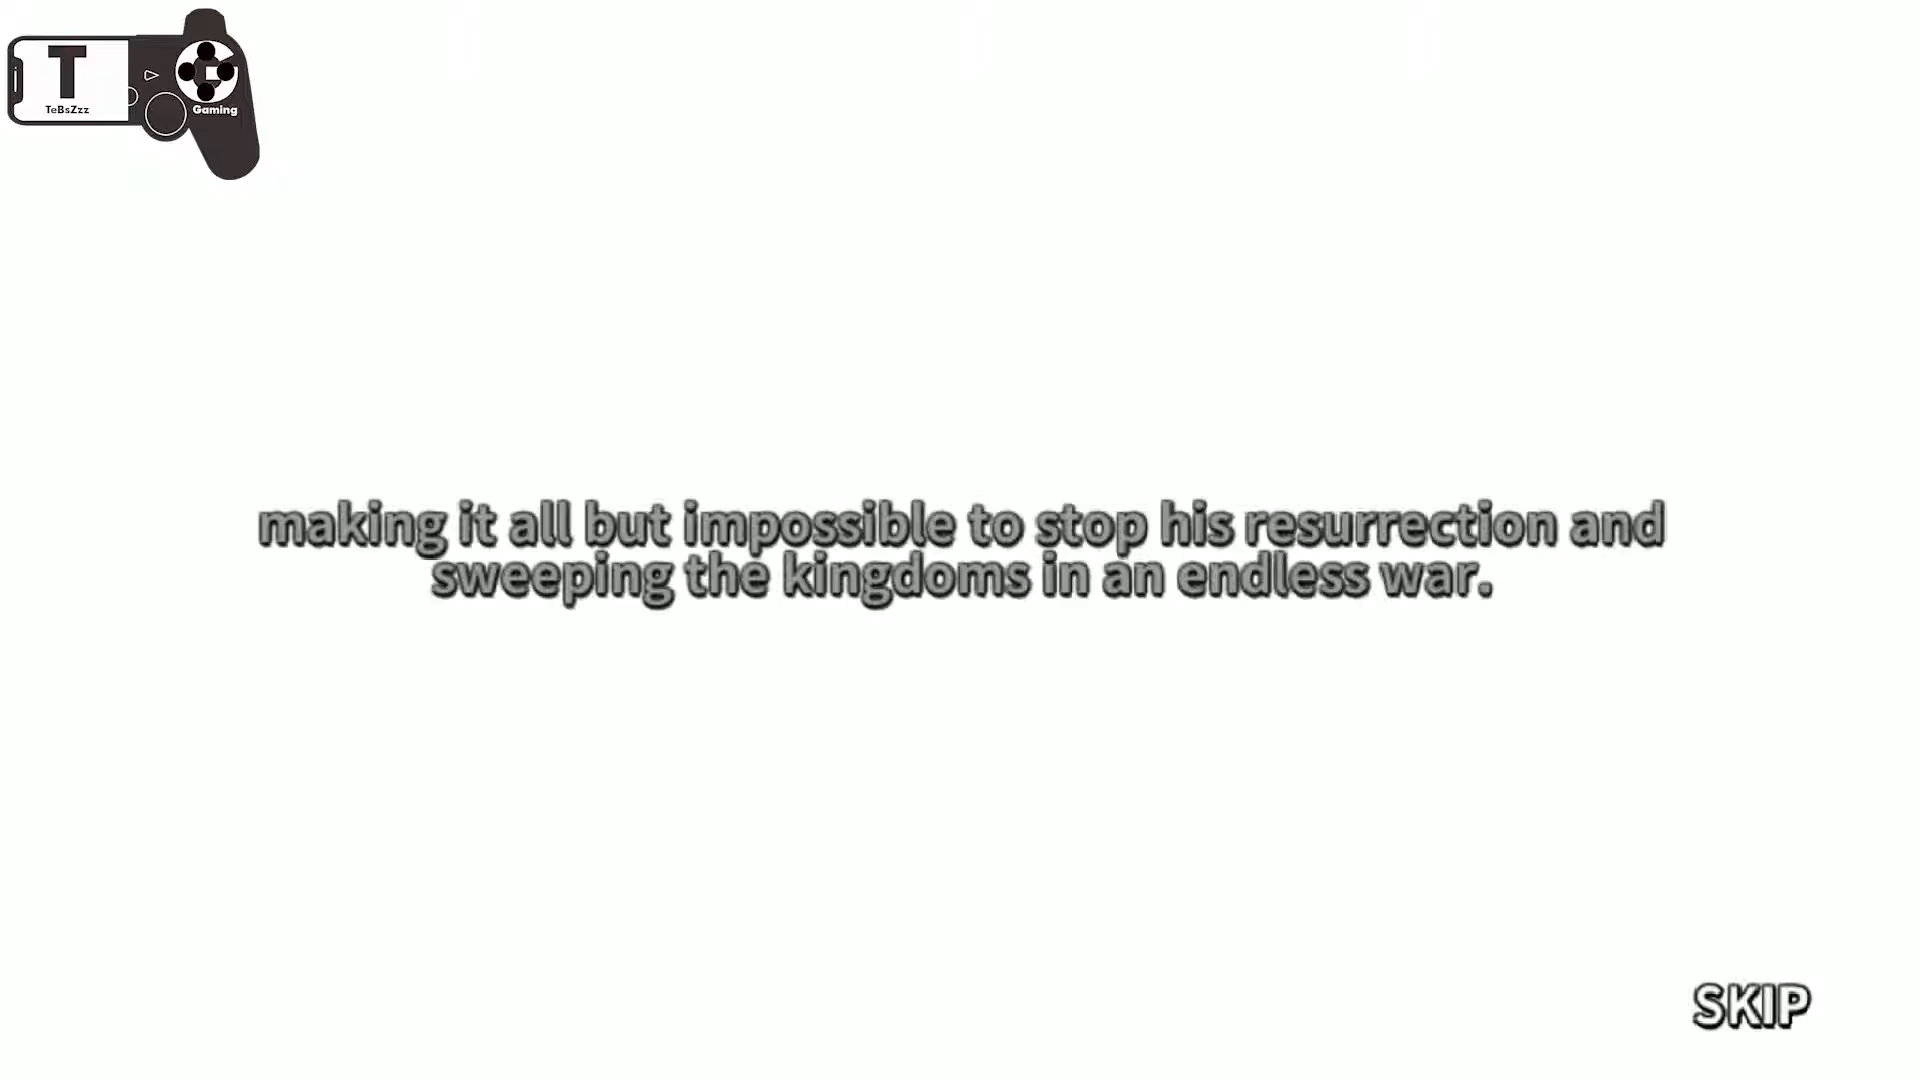 T
TeBsZzz
Gaming
making it all but impossible to stop his resurrection and
sweeping the kingdoms in an endless war.
SKIP